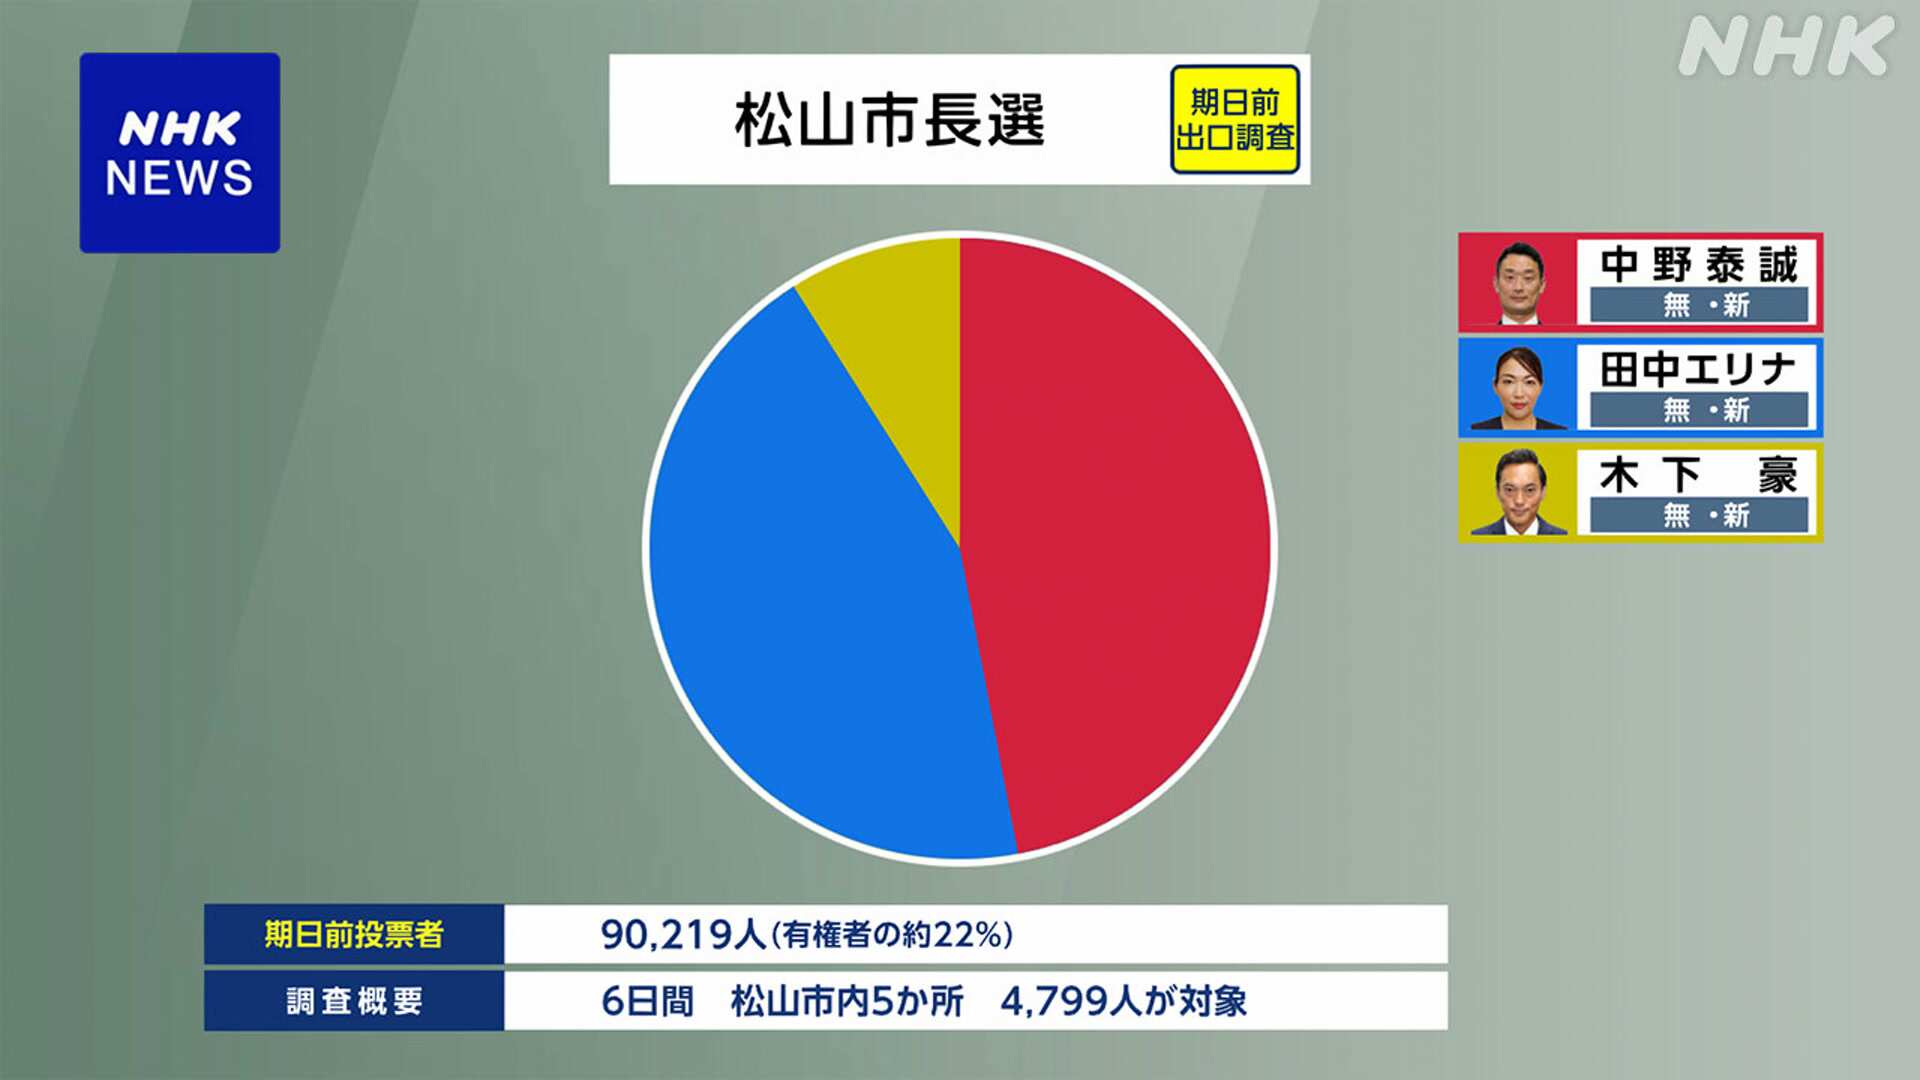 NHK
NHK
NEWS
松山市長選
期日前
出口調査
中野泰誠
無・新
田中エリナ
無・新
木下 豪
無・新
期日前投票者
90,219人(有権者の約22%)
調査概要
6日間 松山市内5か所 4,799人が対象